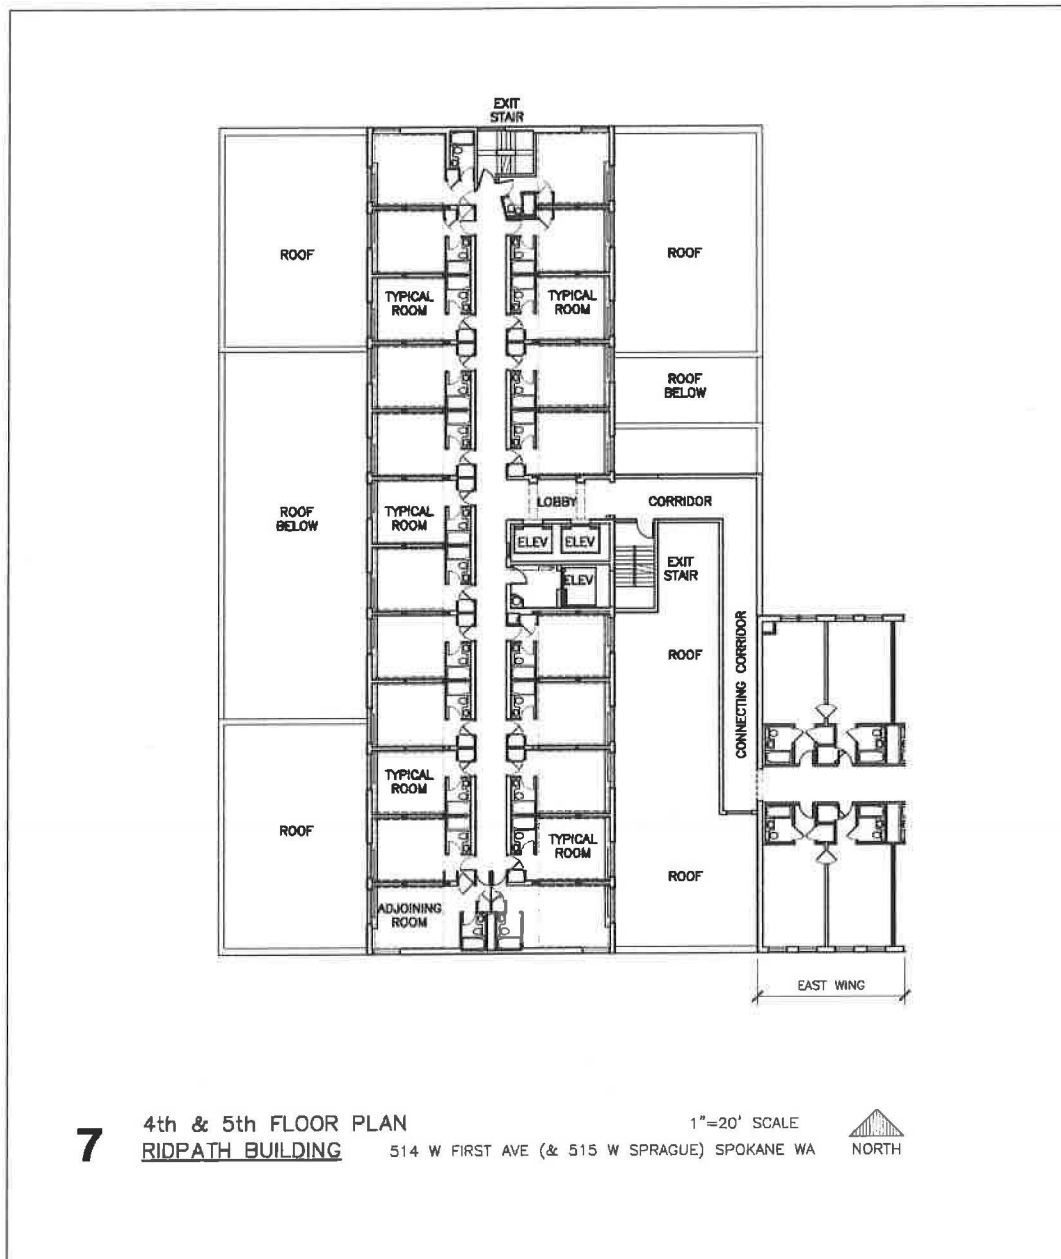 EXIT
STAIR
ROOF
ROOF
TYPICAL
ROOM
TYPICAL
ROOM
ROOF
BELOW
ROOF
BELOW
TYPICAL
ROOM
LOBBY
CORRIDOR
ELEV
ELEV
EXIT
STAIR
ELEV
ROOF
CONNECTING CORRIDOR
TYPICAL
ROOM
ROOF
TYPICAL
ROOM
ROOF
ADJOINING
ROOM
EAST WING
7
4th & 5th FLOOR PLAN
1"=20' SCALE
RIDPATH BUILDING
514 W FIRST AVE (& 515 W SPRAGUE) SPOKANE WA
NORTH